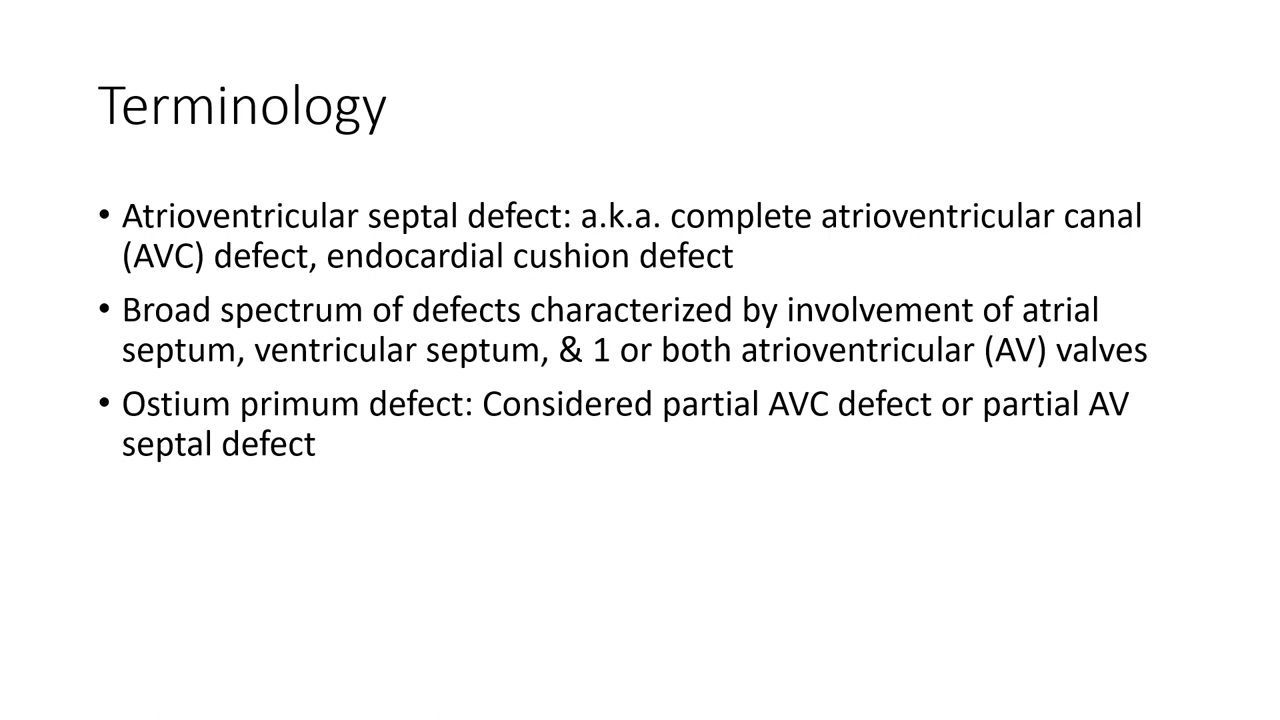 Terminology
• Atrioventricular septal defect: a.k.a. complete atrioventricular canal
(AVC) defect, endocardial cushion defect
• Broad spectrum of defects characterized by involvement of atrial
septum, ventricular septum, & 1 or both atrioventricular (AV) valves
• Ostium primum defect: Considered partial AVC defect or partial AV
septal defect